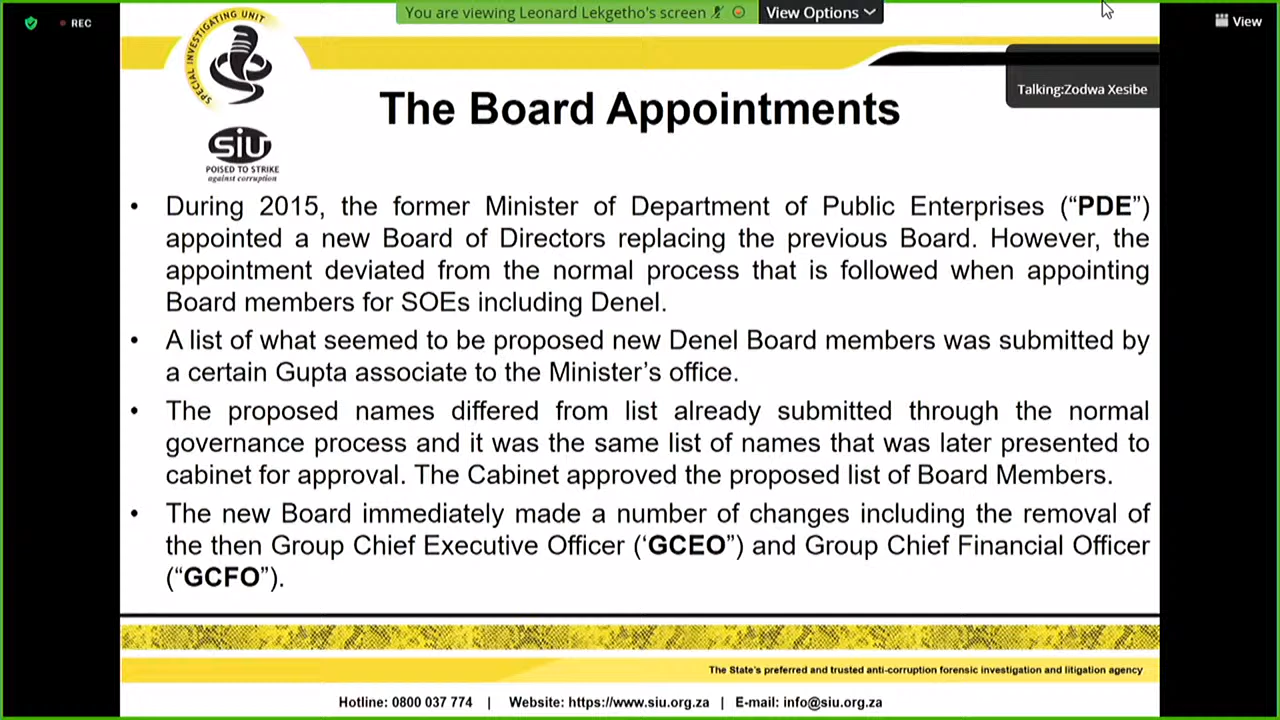 You are viewing Leonard Lekgetho's screen
View Options
REC
View
SPECIAL INVESTIGATING UNIT
Talking:Zodwa Xesibe
The Board Appointments
siu
POISED TO STRIKE
against corruption
• During 2015, the former Minister of Department of Public Enterprises (“PDE”)
appointed a new Board of Directors replacing the previous Board. However, the
appointment deviated from the normal process that is followed when appointing
Board members for SOEs including Denel.
• A list of what seemed to be proposed new Denel Board members was submitted by
a certain Gupta associate to the Minister’s office.
• The proposed names differed from list already submitted through the normal
governance process and it was the same list of names that was later presented to
cabinet for approval. The Cabinet approved the proposed list of Board Members.
• The new Board immediately made a number of changes including the removal of
the then Group Chief Executive Officer (‘GCEO”) and Group Chief Financial Officer
(“GCFO”).
The State's preferred and trusted anti-corruption forensic investigation and litigation agency
Hotline: 0800 037 774 | Website: https://www.siu.org.za | E-mail: info@siu.org.za